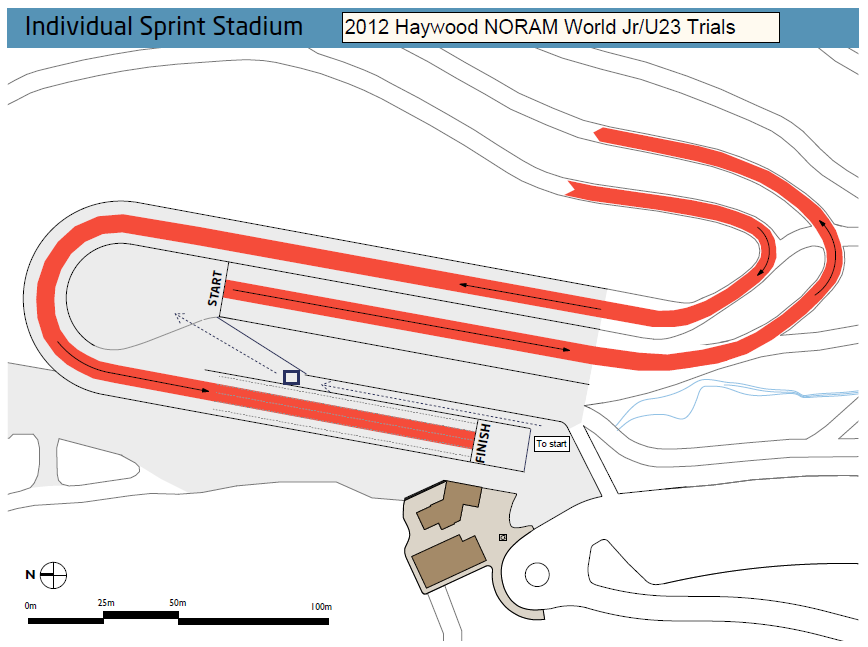 Individual Sprint Stadium
2012 Haywood NORAM World Jr/U23 Trials
START
FINISH
To start
N
0m 25m 50m 100m